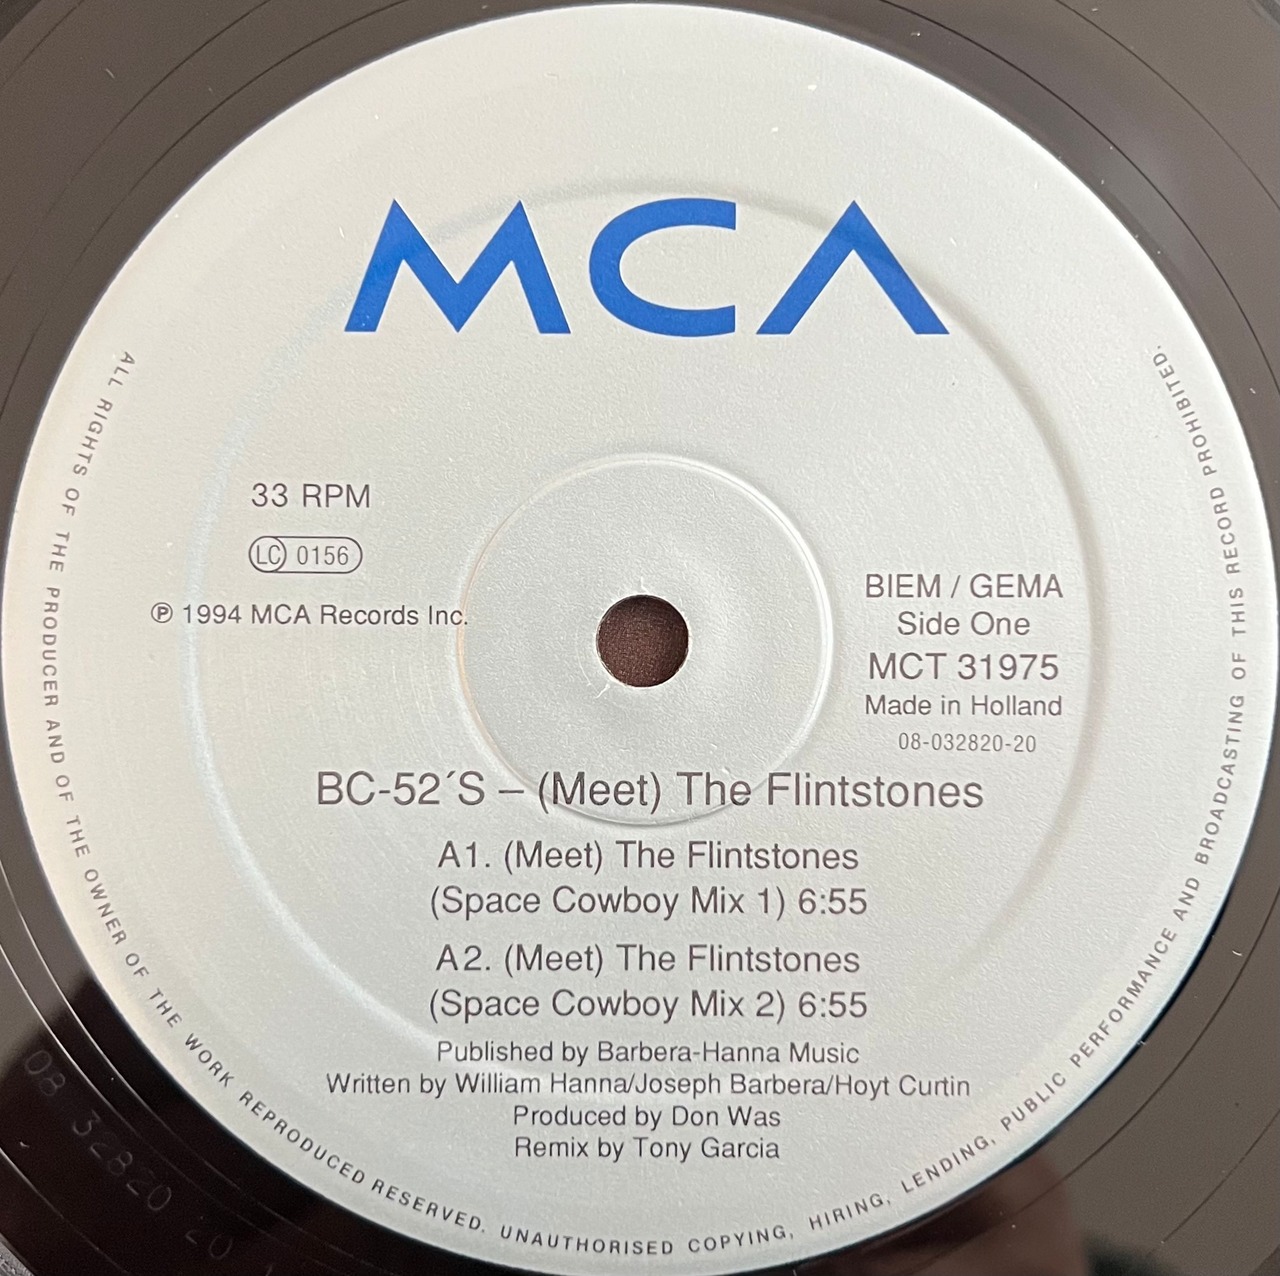 MCA
33 RPM
LC 0156
℗ 1994 MCA Records Inc.
BIEM / GEMA
Side One
MCT 31975
Made in Holland
08-032820-20
BC-52´S – (Meet) The Flintstones
A1. (Meet) The Flintstones
(Space Cowboy Mix 1) 6:55
A2. (Meet) The Flintstones
(Space Cowboy Mix 2) 6:55
Published by Barbera-Hanna Music
Written by William Hanna/Joseph Barbera/Hoyt Curtin
Produced by Don Was
Remix by Tony Garcia
ALL RIGHTS OF THE PRODUCER AND OF THE OWNER OF THE WORK REPRODUCED RESERVED. UNAUTHORISED COPYING, HIRING, LENDING, PUBLIC PERFORMANCE AND BROADCASTING OF THIS RECORD PROHIBITED.
08 32820 20